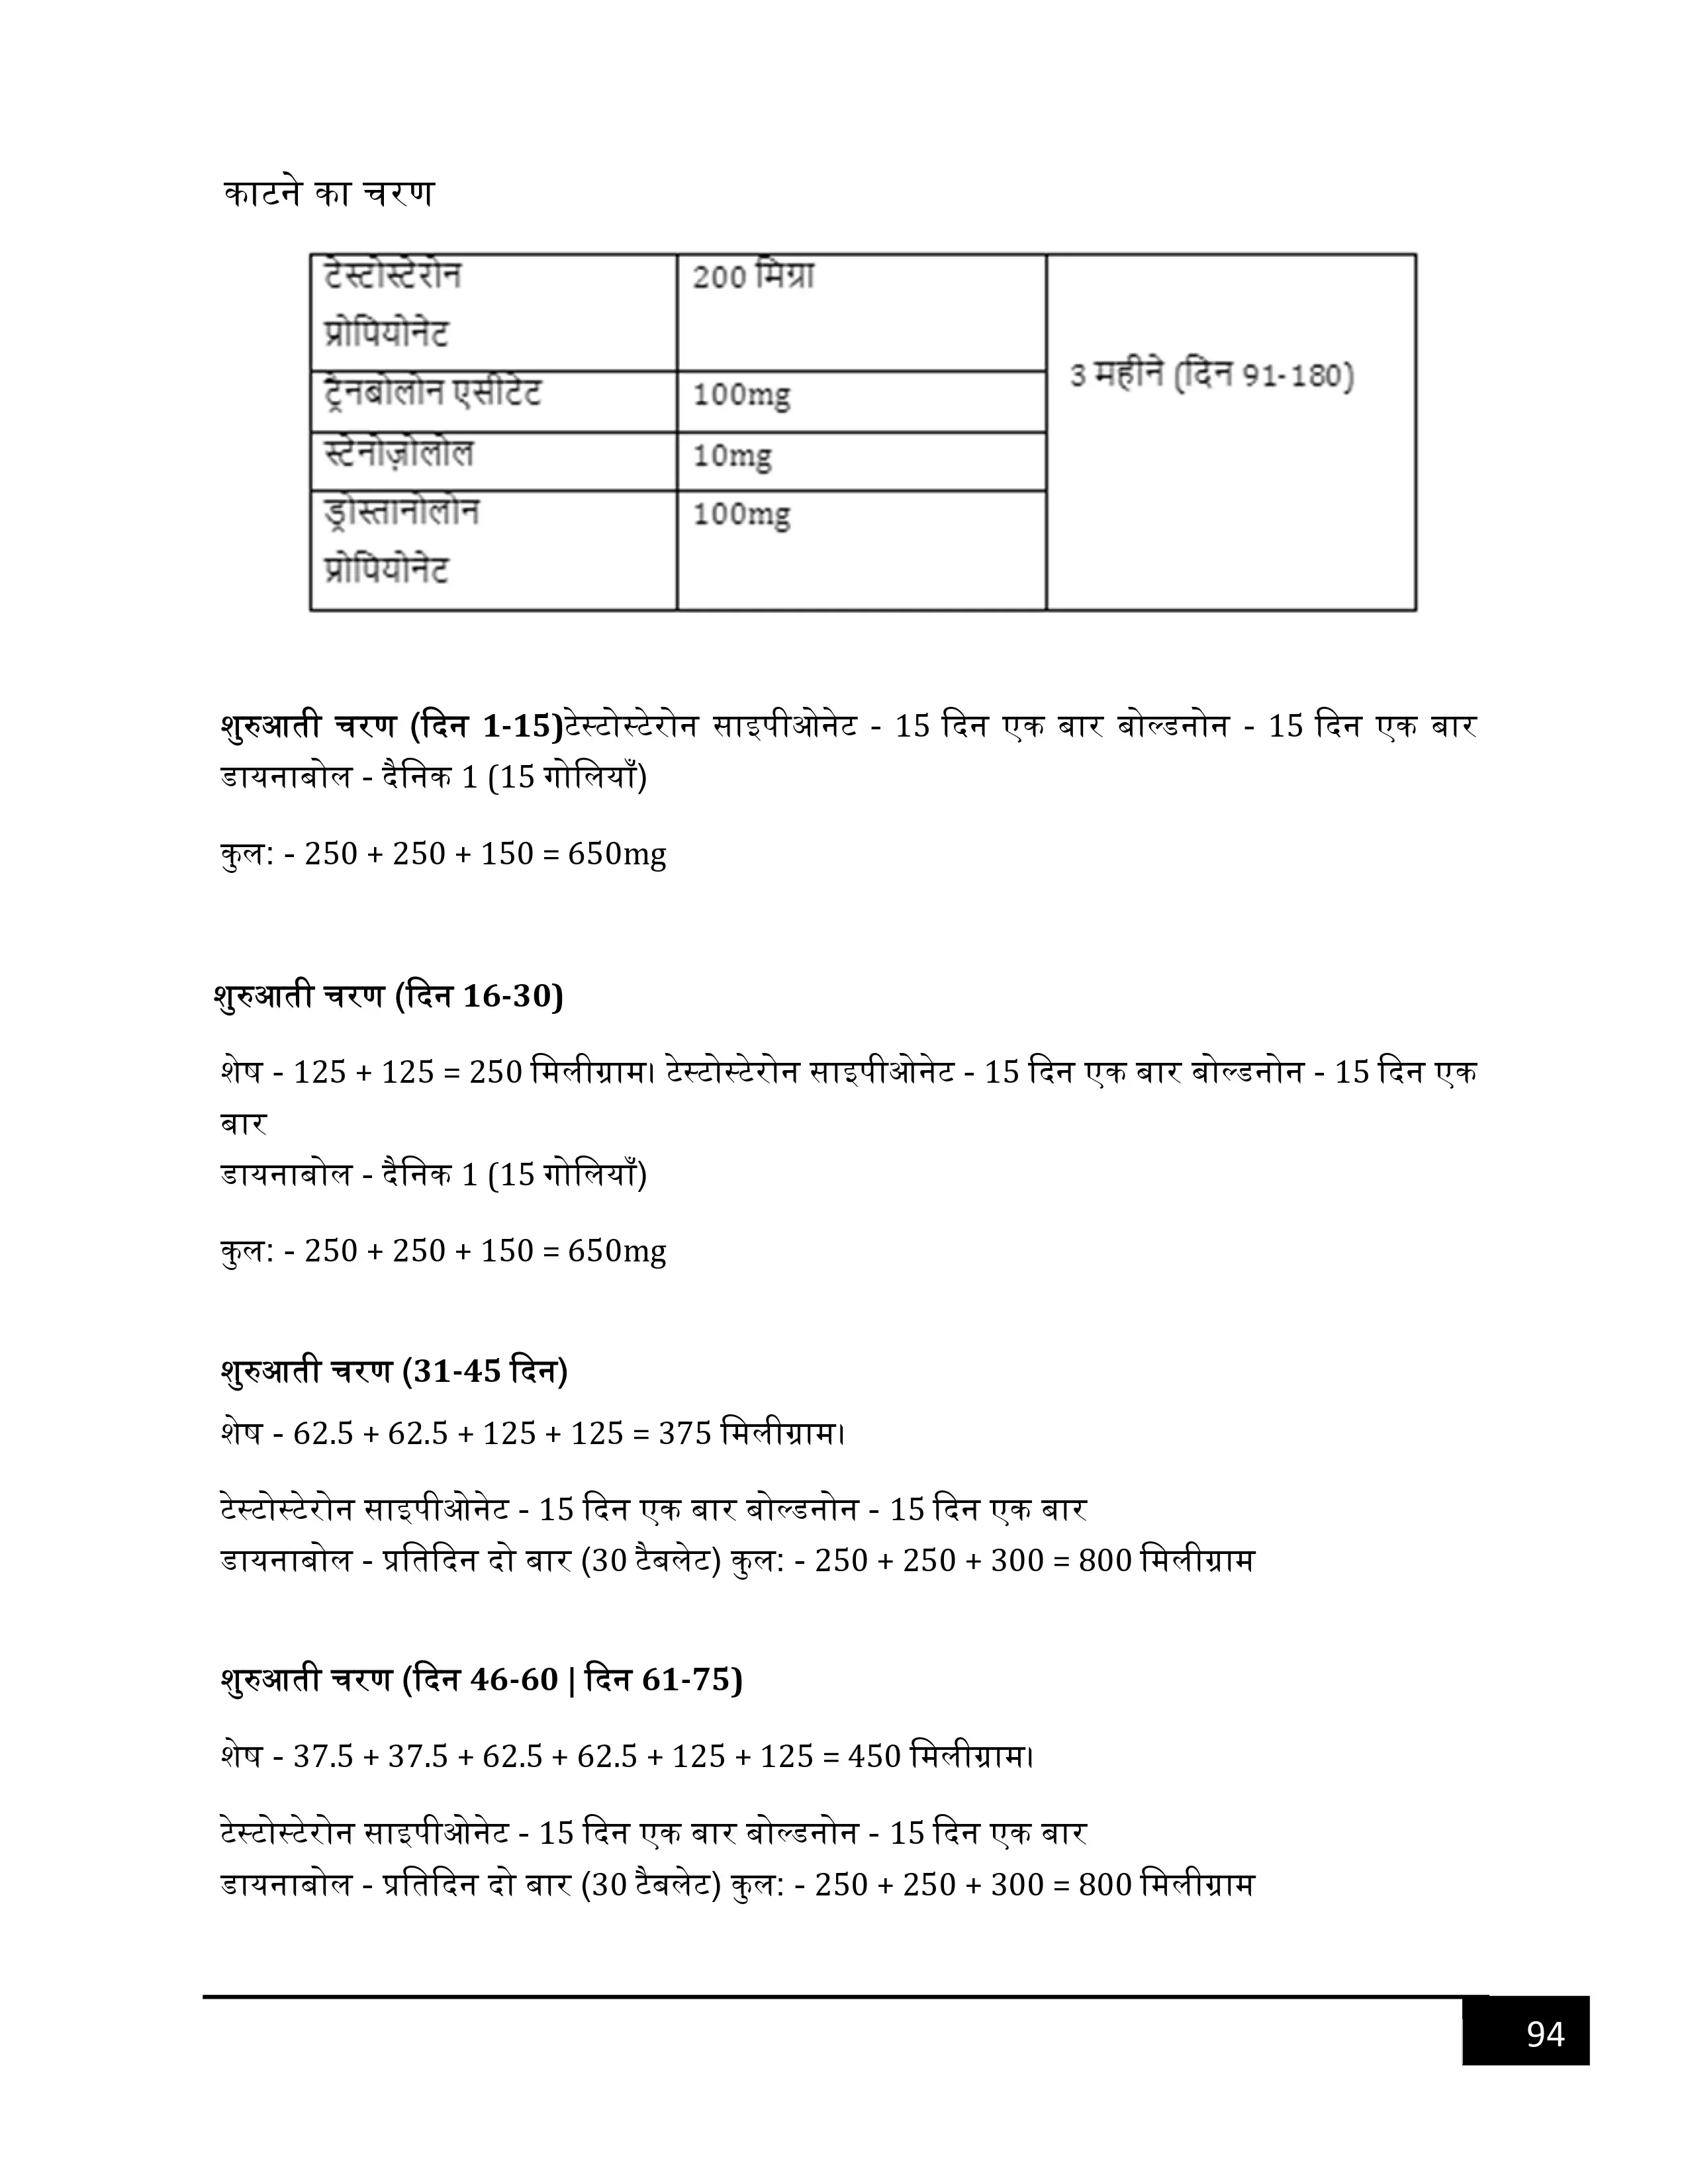 काटने का चरण
टेस्टोस्टेरोन 200 मिग्रा
प्रोपियोनेट
3 महीने (दिन 91-180)
ट्रैनबोलोन एसीटेट 100mg
स्टेनोज़ोलोल 10mg
ड्रोस्तानोलोन 100mg
प्रोपियोनेट
शुरुआती चरण (दिन 1-15)टेस्टोस्टेरोन साइपीओनेट - 15 दिन एक बार बोल्डनोन - 15 दिन एक बार
डायनाबोल - दैनिक 1 (15 गोलियाँ)
कुल: - 250 + 250 + 150 = 650mg
शुरुआती चरण (दिन 16-30)
शेष - 125 + 125 = 250 मिलीग्राम। टेस्टोस्टेरोन साइपीओनेट - 15 दिन एक बार बोल्डनोन - 15 दिन एक
बार
डायनाबोल - दैनिक 1 (15 गोलियाँ)
कुल: - 250 + 250 + 150 = 650mg
शुरुआती चरण (31-45 दिन)
शेष - 62.5 + 62.5 + 125 + 125 = 375 मिलीग्राम।
टेस्टोस्टेरोन साइपीओनेट - 15 दिन एक बार बोल्डनोन - 15 दिन एक बार
डायनाबोल - प्रतिदिन दो बार (30 टैबलेट) कुल: - 250 + 250 + 300 = 800 मिलीग्राम
शुरुआती चरण (दिन 46-60 | दिन 61-75)
शेष - 37.5 + 37.5 + 62.5 + 62.5 + 125 + 125 = 450 मिलीग्राम।
टेस्टोस्टेरोन साइपीओनेट - 15 दिन एक बार बोल्डनोन - 15 दिन एक बार
डायनाबोल - प्रतिदिन दो बार (30 टैबलेट) कुल: - 250 + 250 + 300 = 800 मिलीग्राम
94